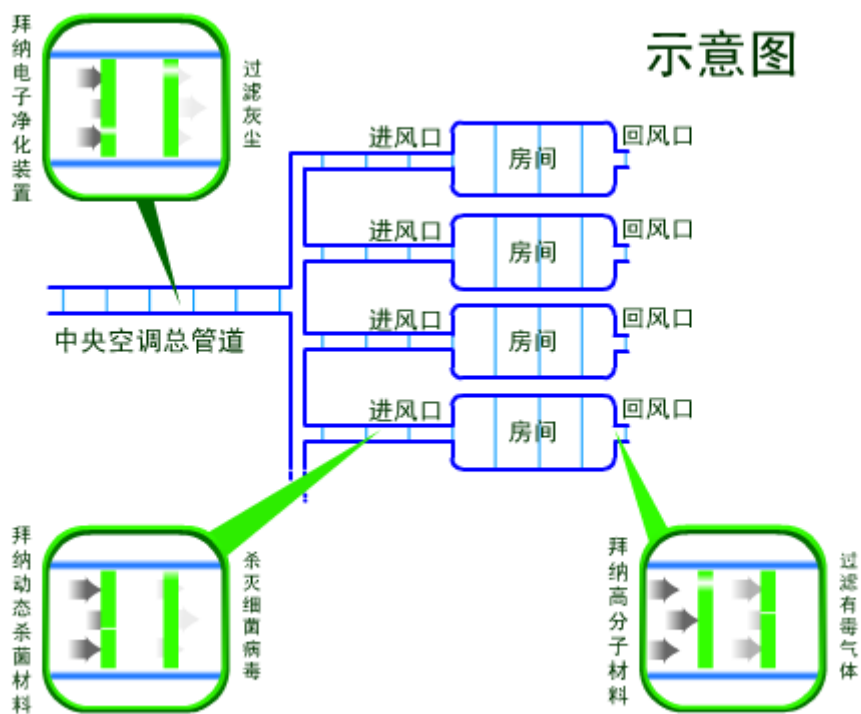 示意图
拜纳电子净化装置
过滤灰尘
进风口
房间
回风口
进风口
房间
回风口
中央空调总管道
进风口
房间
回风口
进风口
房间
回风口
拜纳动态杀菌材料
杀灭细菌病毒
拜纳高分子材料
过滤有毒气体